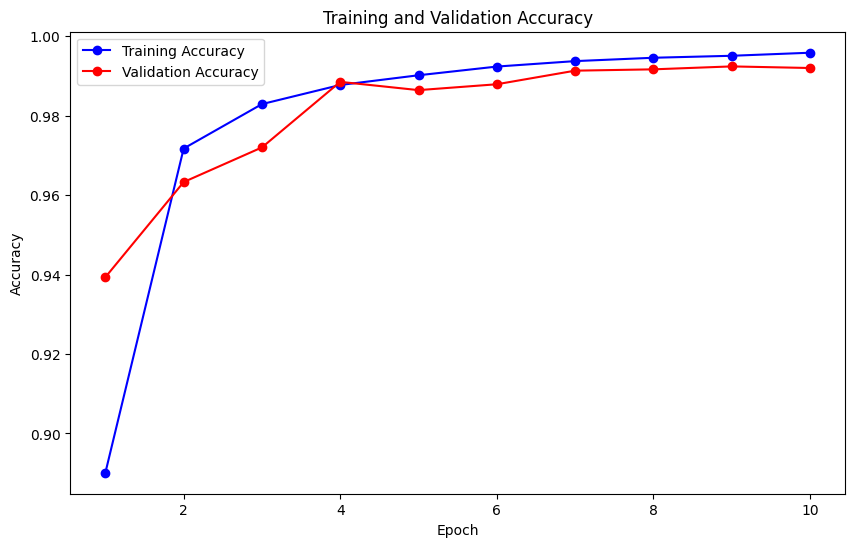 Training and Validation Accuracy
Training Accuracy
Validation Accuracy
1.00
0.98
0.96
0.94
0.92
0.90
Accuracy
2 4 6 8 10
Epoch